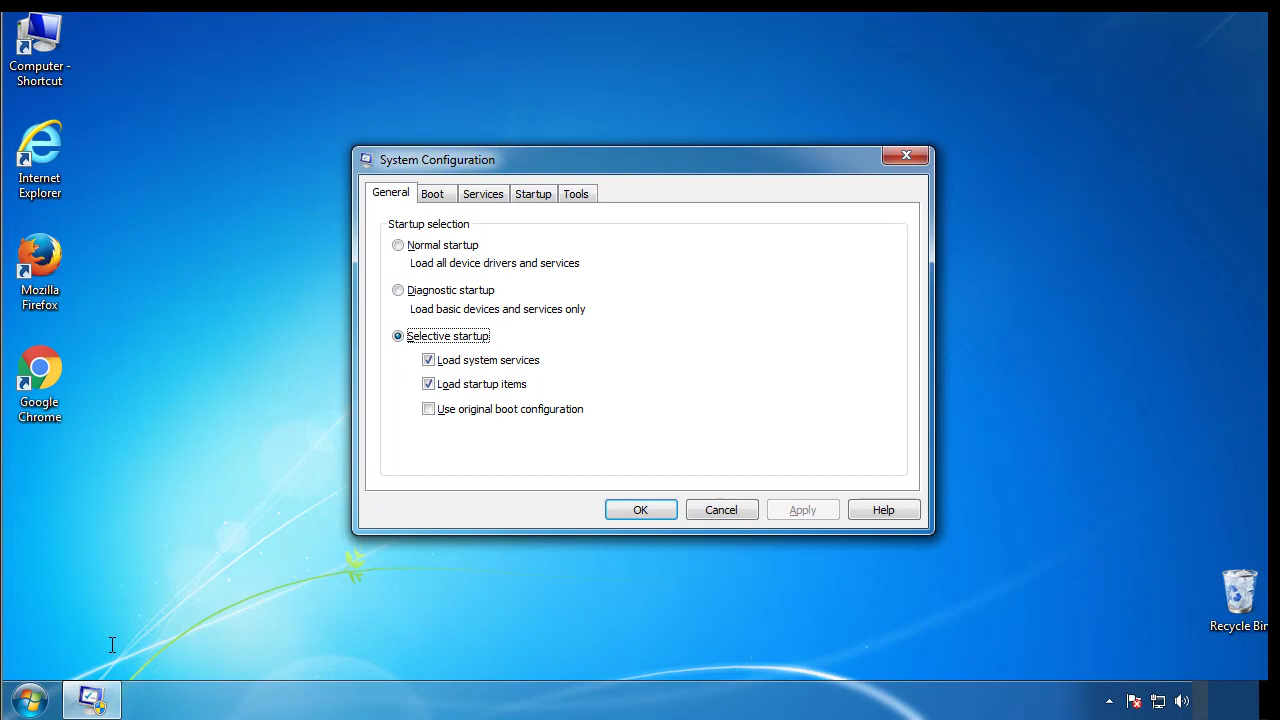 Computer -
Shortcut
Internet
Explorer
Mozilla
Firefox
Google
Chrome
System Configuration
General
Boot
Services
Startup
Tools
Startup selection
Normal startup
Load all device drivers and services
Diagnostic startup
Load basic devices and services only
Selective startup
Load system services
Load startup items
Use original boot configuration
OK
Cancel
Apply
Help
Recycle Bin